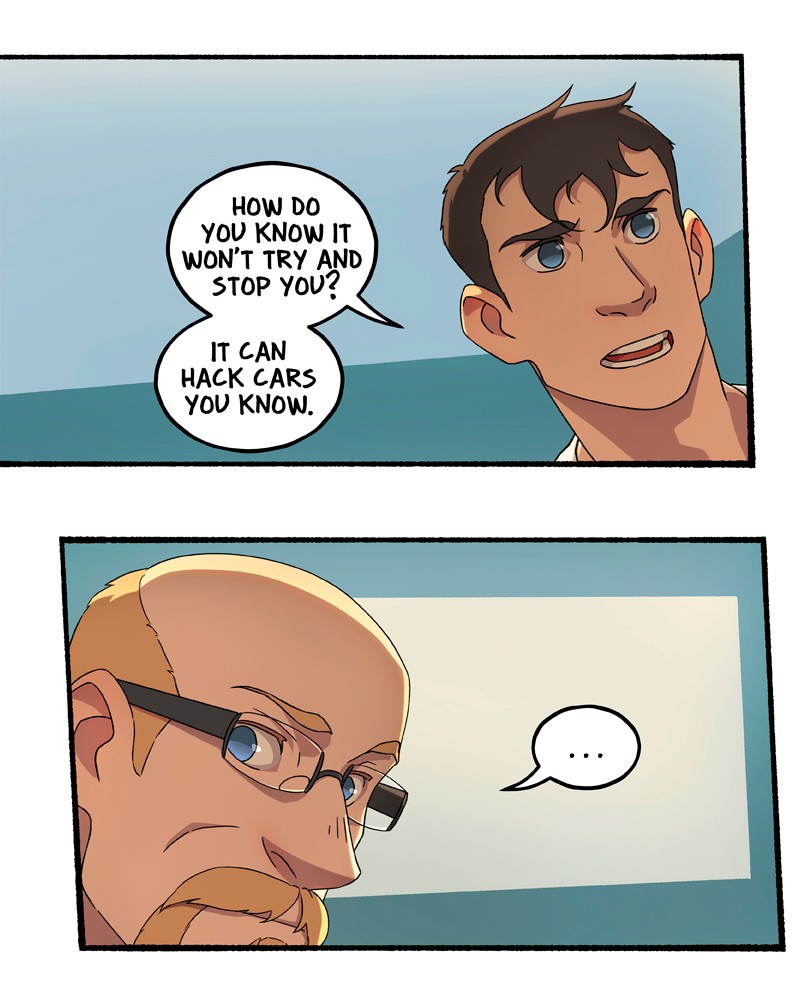 HOW DO
YOU KNOW IT
WON'T TRY AND
STOP YOU?
IT CAN
HACK CARS
YOU KNOW.
...